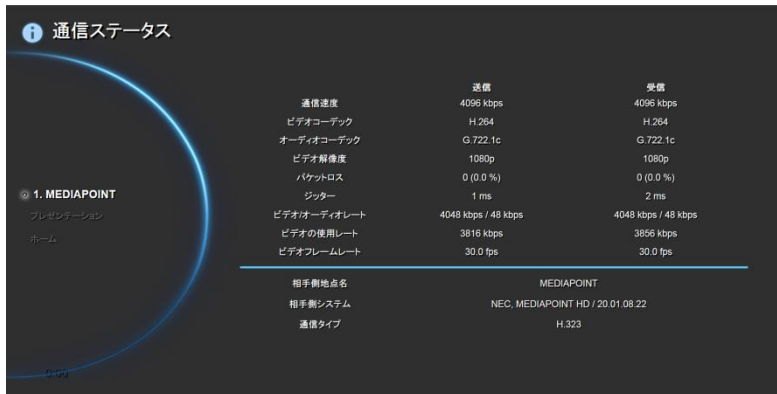 通信ステータス
送信 受信
通信速度 4096 kbps 4096 kbps
ビデオコーデック H.264 H.264
オーディオコーデック G.722.1c G.722.1c
ビデオ解像度 1080p 1080p
パケットロス 0 (0.0 %) 0 (0.0 %)
1. MEDIAPOINT
ジッター 1 ms 2 ms
プレゼンテーション
ビデオ/オーディオレート 4048 kbps / 48 kbps 4048 kbps / 48 kbps
ビデオの使用レート 3816 kbps 3856 kbps
ホーム
ビデオフレームレート 30.0 fps 30.0 fps
相手側地点名 MEDIAPOINT
相手側システム NEC, MEDIAPOINT HD / 20.01.08.22
通信タイプ H.323